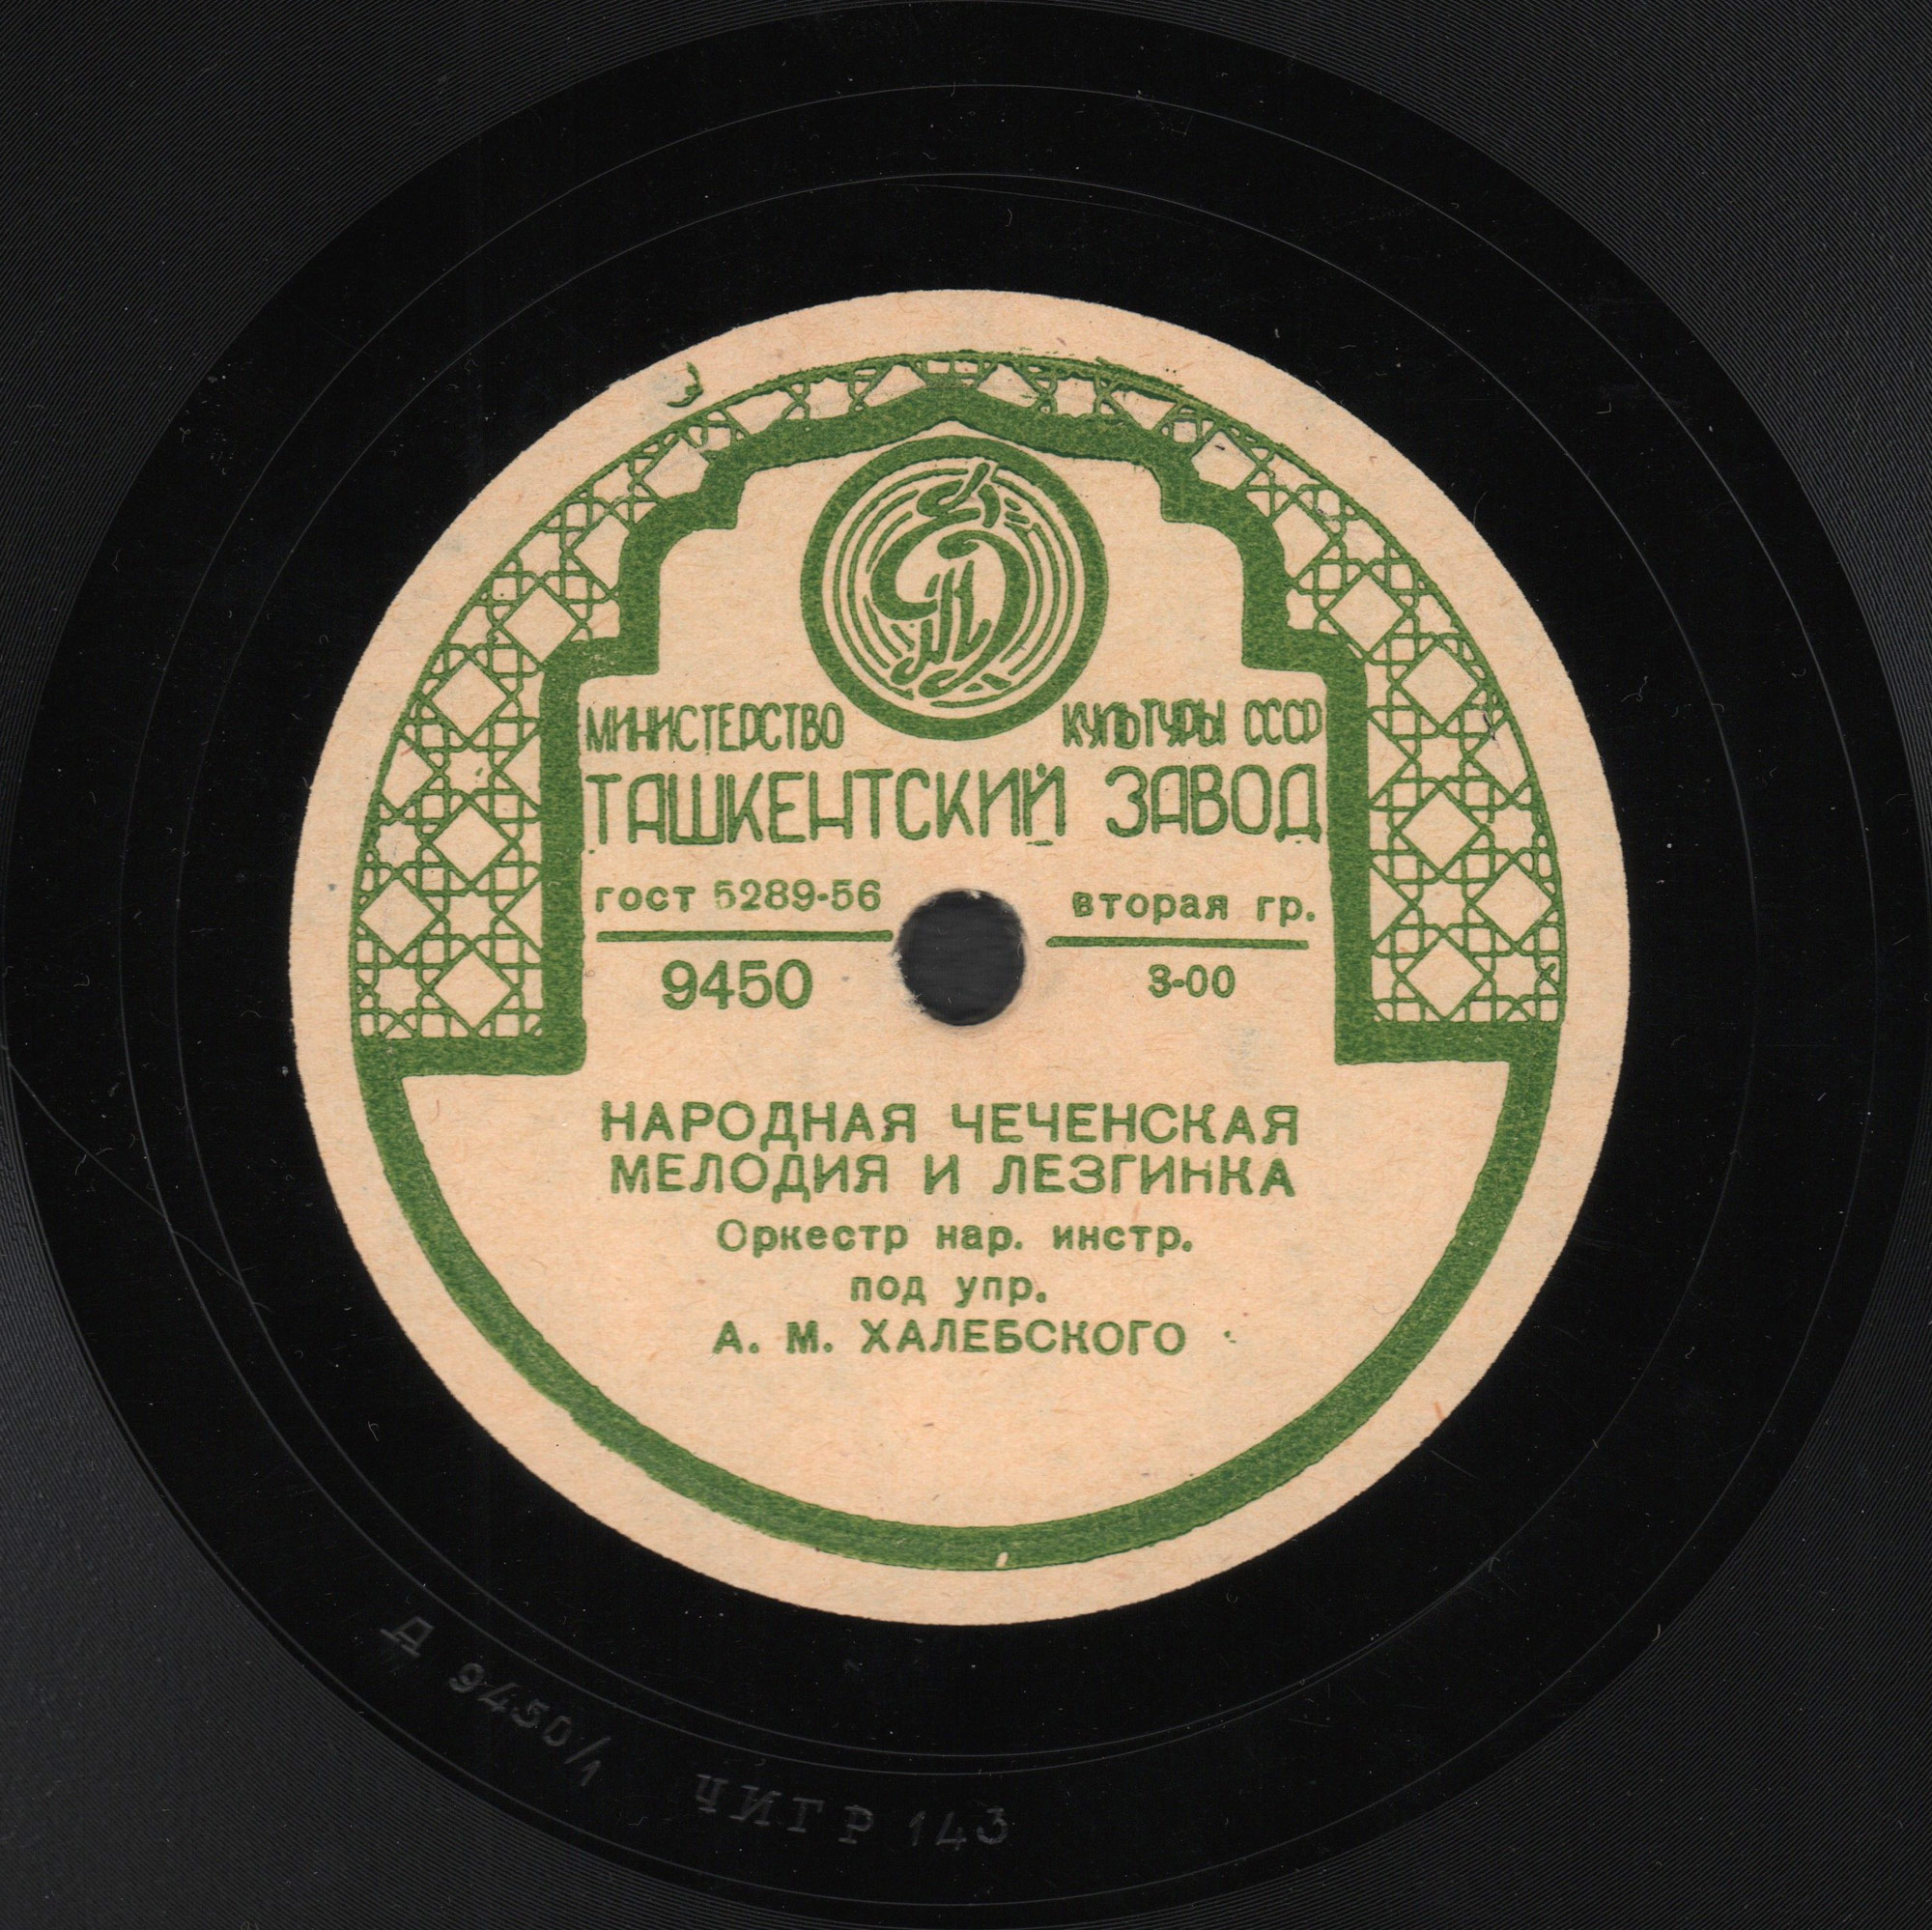 МИНИСТЕРСТВО КУЛЬТУРЫ СССР
ТАШКЕНТСКИЙ ЗАВОД
гост 5289-56 вторая гр.
9450 3-00
НАРОДНАЯ ЧЕЧЕНСКАЯ
МЕЛОДИЯ И ЛЕЗГИНКА
Оркестр нар. инстр.
под упр.
А. М. ХАЛЕБСКОГО
Д 9450/1 ЧИГР 143